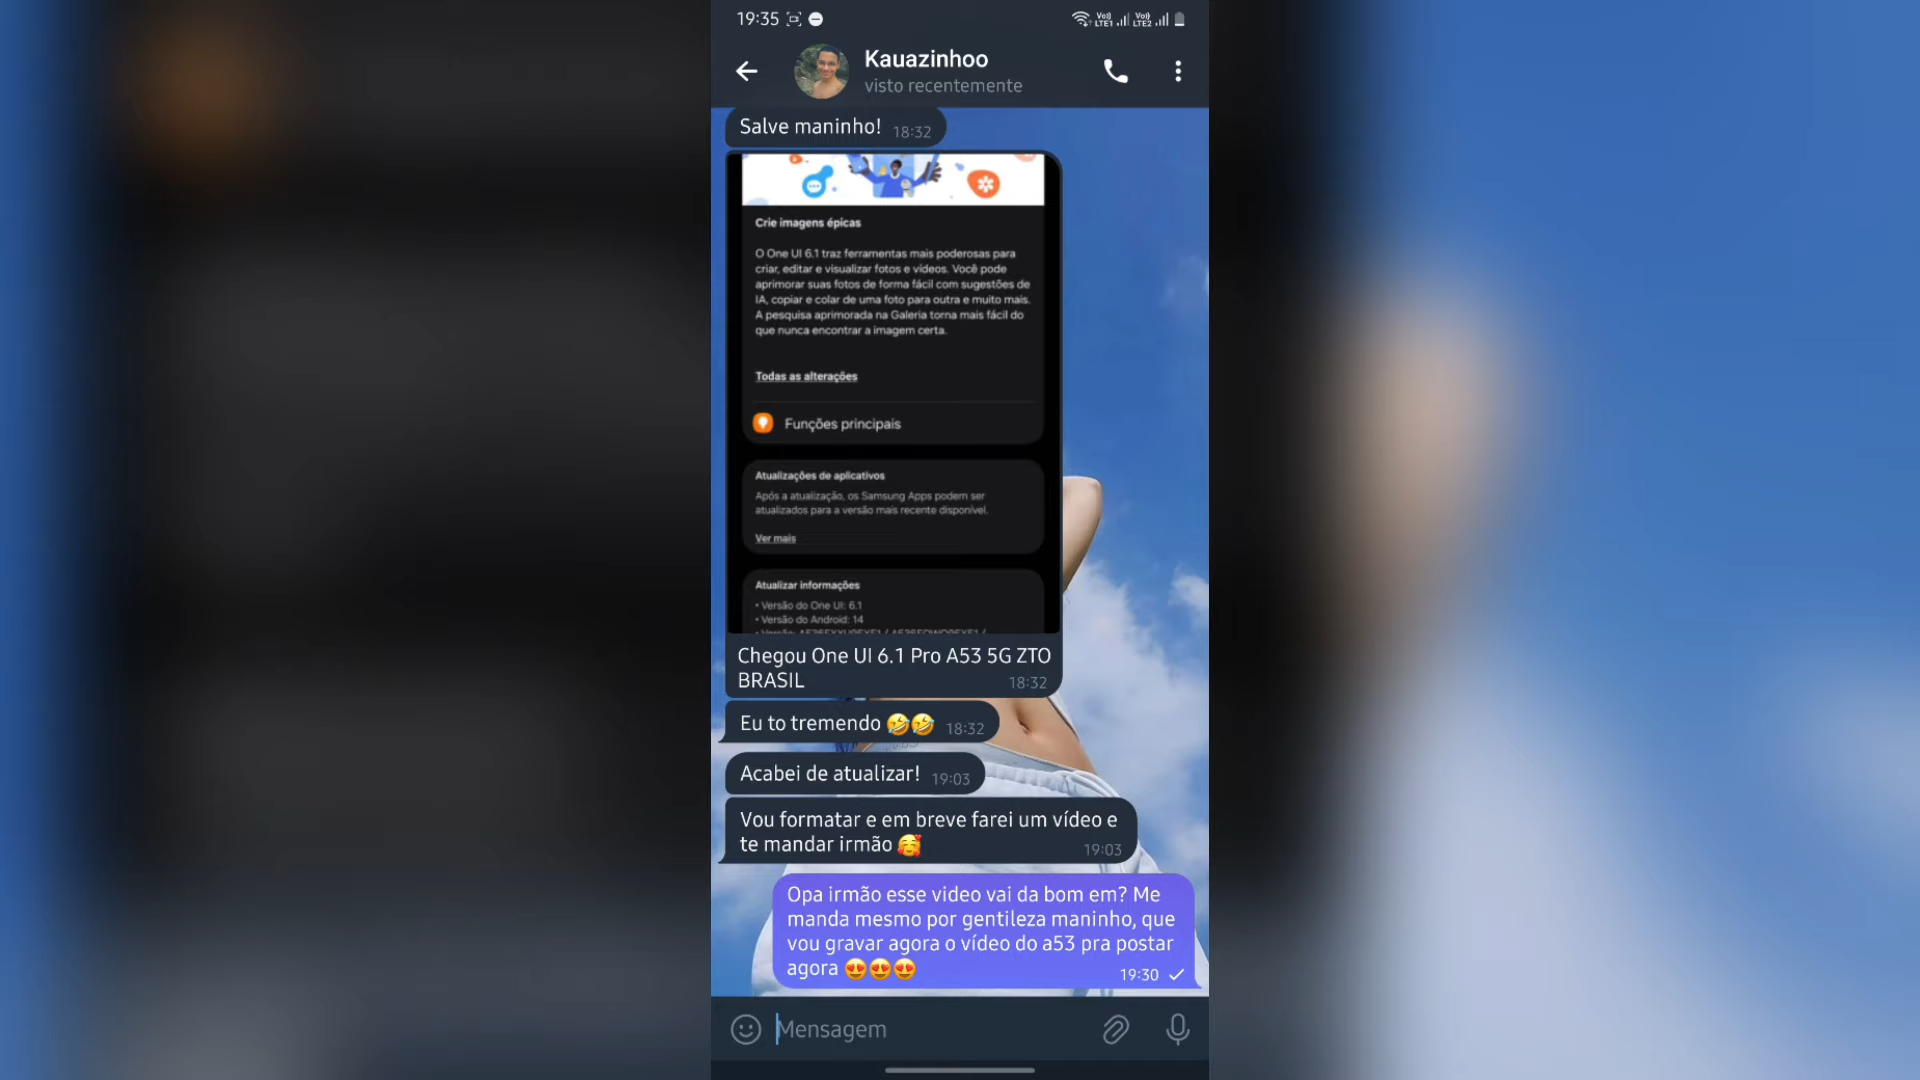 19:35
Vo)) LTE1
Vo)) LTE2
Kauazinhoo
visto recentemente
Salve maninho! 18:32
Crie imagens épicas
O One UI 6.1 traz ferramentas mais poderosas para
criar, editar e visualizar fotos e vídeos. Você pode
aprimorar suas fotos de forma fácil com sugestões de
IA, copiar e colar de uma foto para outra e muito mais.
A pesquisa aprimorada na Galeria torna mais fácil do
que nunca encontrar a imagem certa.
Todas as alterações
Funções principais
Atualizações de aplicativos
Após a atualização, os Samsung Apps podem ser
atualizados para a versão mais recente disponível.
Ver mais
Atualizar informações
• Versão do One UI: 6.1
• Versão do Android: 14
• Versão:
Chegou One UI 6.1 Pro A53 5G ZTO
BRASIL 18:32
Eu to tremendo 🤣🤣 18:32
Acabei de atualizar! 19:03
Vou formatar e em breve farei um vídeo e
te mandar irmão 🥰 19:03
Opa irmão esse video vai da bom em? Me
manda mesmo por gentileza maninho, que
vou gravar agora o vídeo do a53 pra postar
agora 😍😍😍 19:30
Mensagem